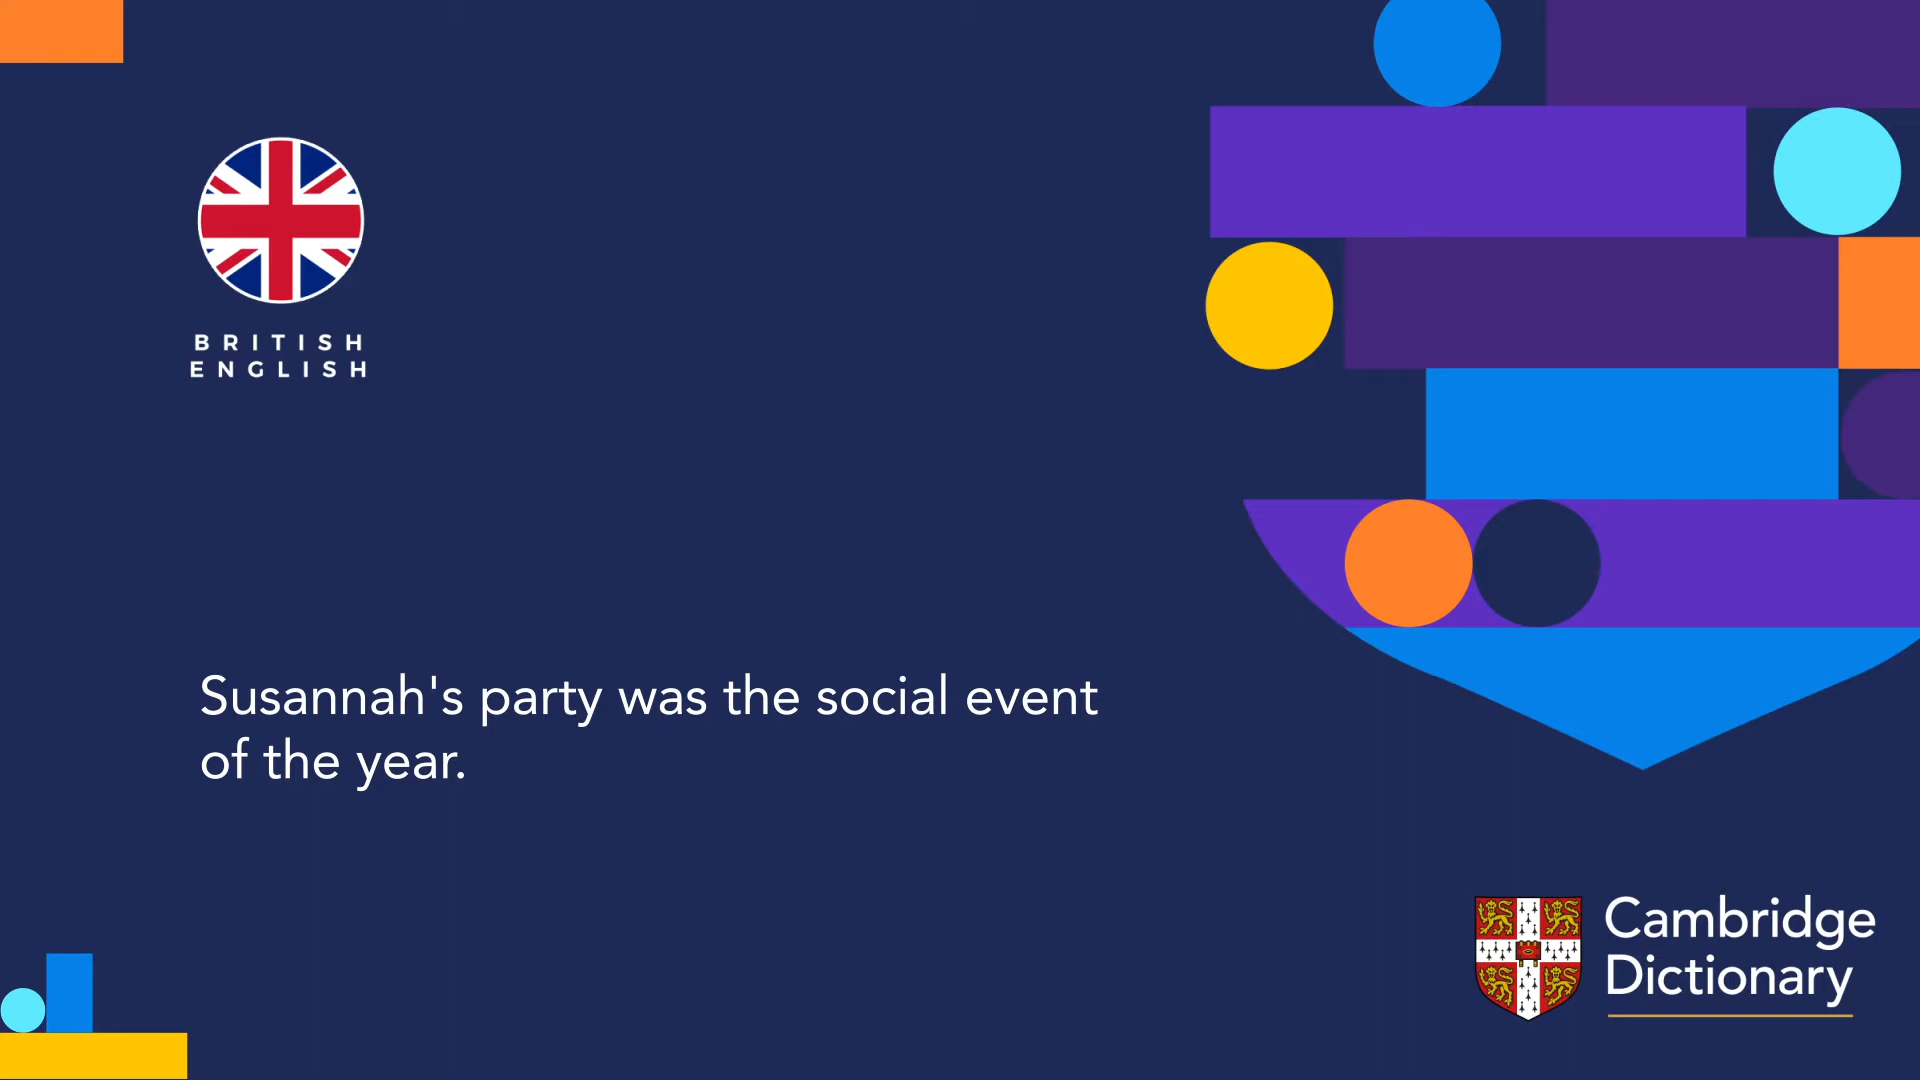 BRITISH
ENGLISH
Susannah's party was the social event
of the year.
Cambridge
Dictionary